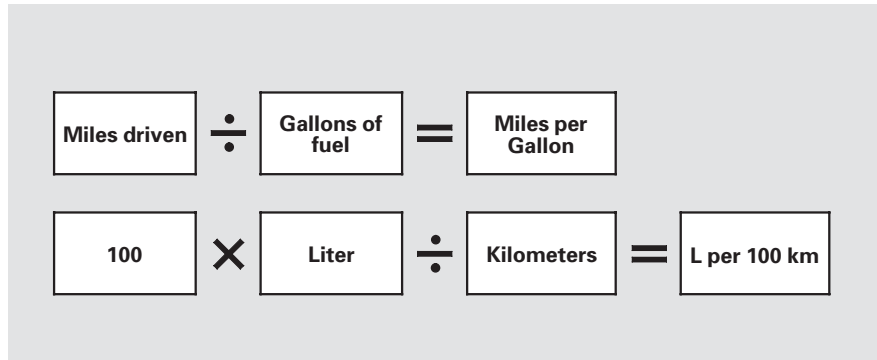 Miles driven ÷ Gallons of fuel = Miles per Gallon
100 × Liter ÷ Kilometers = L per 100 km